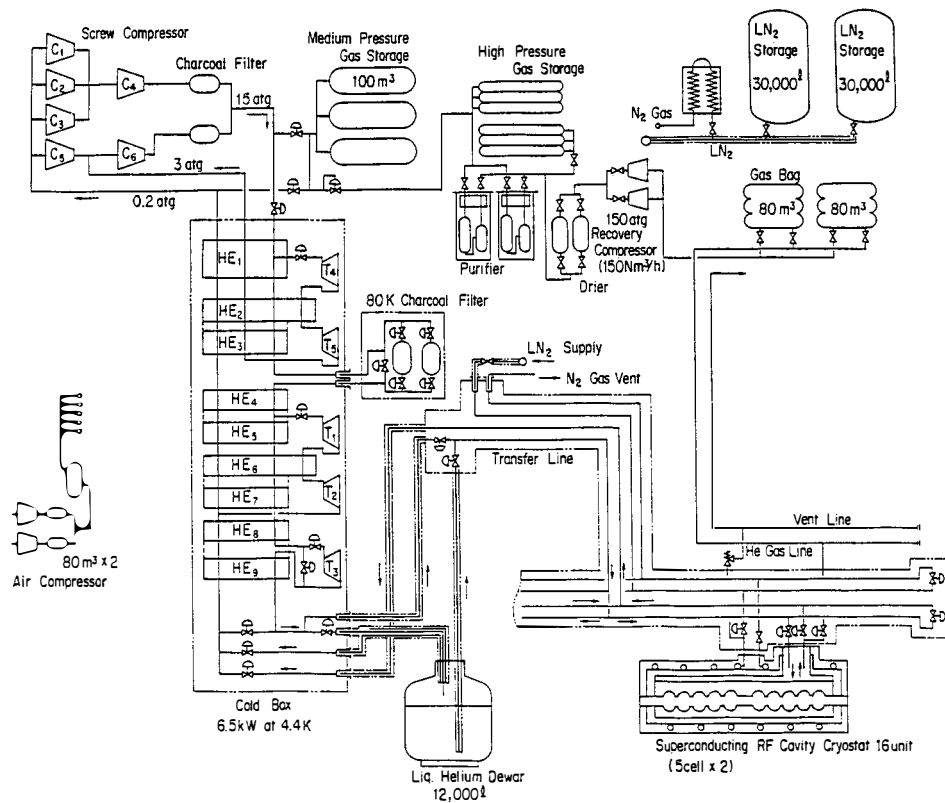 Screw Compressor
C1
C2
C3
C4
C5
C6
Charcoal Filter
15 atg
3 atg
0.2 atg
Medium Pressure
Gas Storage
100 m³
High Pressure
Gas Storage
N2 Gas
LN2
Storage
30,000ℓ
LN2
Storage
30,000ℓ
LN2
Gas Bag
80 m³
80 m³
150 atg
Recovery
Compressor
(150Nm³/h)
Purifier
Drier
HE1
HE2
HE3
HE4
HE5
HE6
HE7
HE8
HE9
T4
T5
T1
T2
T3
80K Charcoal Filter
LN2 Supply
N2 Gas Vent
Transfer Line
Vent Line
He Gas Line
80m³ x 2
Air Compressor
Cold Box
6.5kW at 4.4K
Liq. Helium Dewar
12,000ℓ
Superconducting RF Cavity Cryostat 16unit
(5cell x 2)